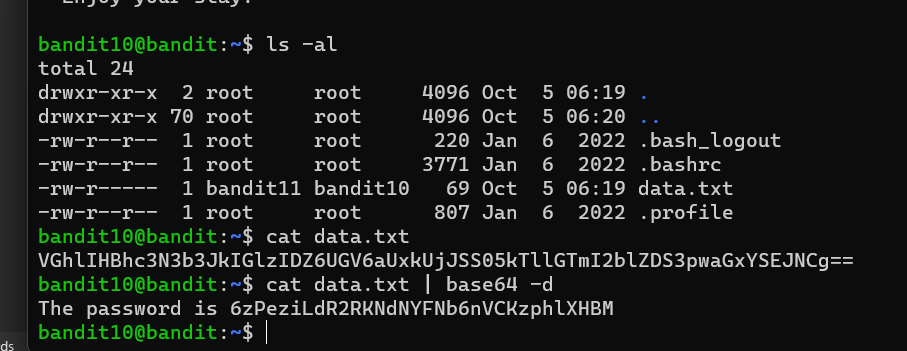 Enjoy your stay!
bandit10@bandit:~$ ls -al
total 24
drwxr-xr-x  2 root     root     4096 Oct  5 06:19 .
drwxr-xr-x 70 root     root     4096 Oct  5 06:20 ..
-rw-r--r--  1 root     root      220 Jan  6  2022 .bash_logout
-rw-r--r--  1 root     root     3771 Jan  6  2022 .bashrc
-rw-r-----  1 bandit11 bandit10   69 Oct  5 06:19 data.txt
-rw-r--r--  1 root     root      807 Jan  6  2022 .profile
bandit10@bandit:~$ cat data.txt
VGhlIHBhc3N3b3JkIGlzIDZ6UGV6aUxkUjJSS05kTllGTmI2blZDS3pwaGxYSEJNCg==
bandit10@bandit:~$ cat data.txt | base64 -d
The password is 6zPeziLdR2RKNdNYFNb6nVCKzphlXHBM
bandit10@bandit:~$
ds